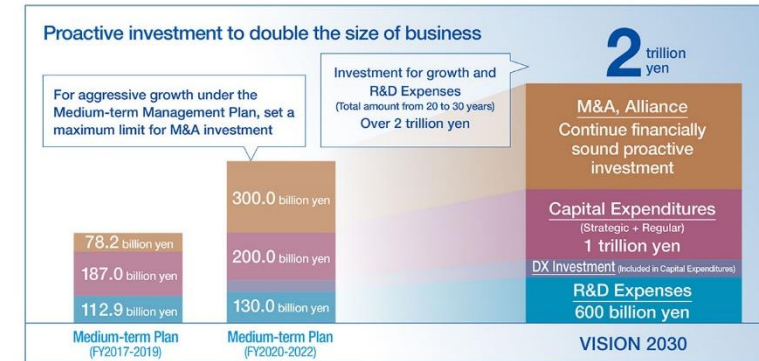 Proactive investment to double the size of business
For aggressive growth under the
Medium-term Management Plan, set a
maximum limit for M&A investment
Investment for growth and
R&D Expenses
(Total amount from 20 to 30 years)
Over 2 trillion yen
2 trillion
yen
78.2 billion yen
187.0 billion yen
112.9 billion yen
Medium-term Plan
(FY2017-2019)
300.0 billion yen
200.0 billion yen
130.0 billion yen
Medium-term Plan
(FY2020-2022)
M&A, Alliance
Continue financially
sound proactive
investment
Capital Expenditures
(Strategic + Regular)
1 trillion yen
DX Investment (Included in Capital Expenditures)
R&D Expenses
600 billion yen
VISION 2030